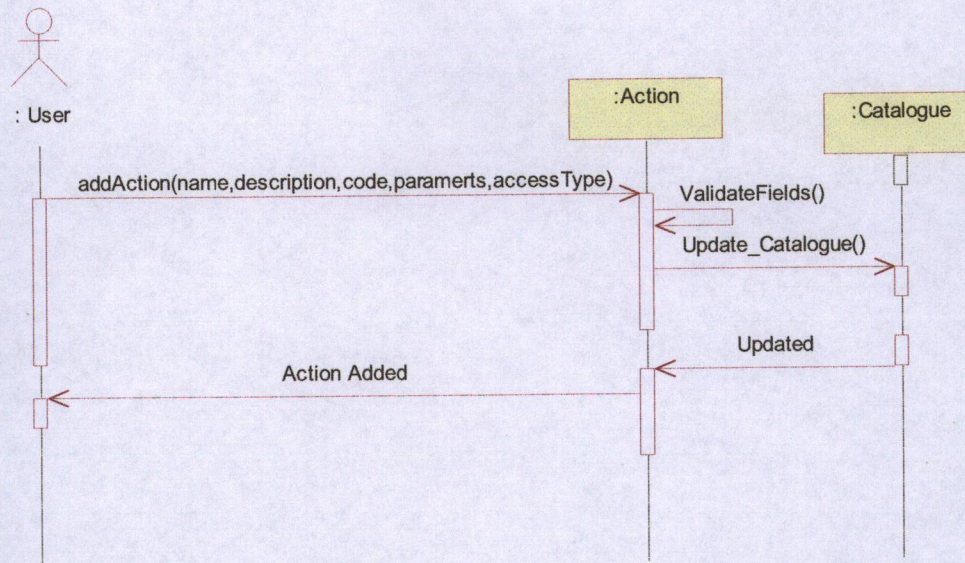 : User
:Action
:Catalogue
addAction(name,description,code,paramerts,accessType)
ValidateFields()
Update_Catalogue()
Updated
Action Added